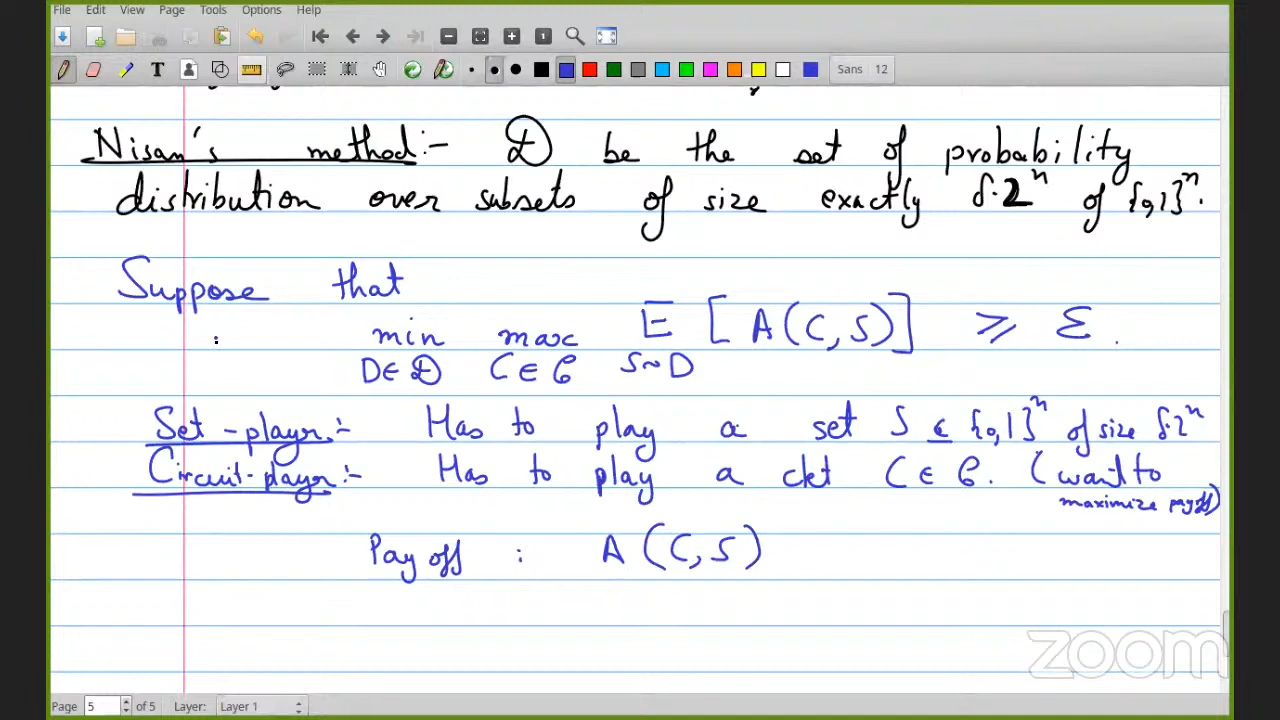 File Edit View Page Tools Options Help
Sans 12
Nisan's method:- 𝒟 be the set of probability
distribution over subsets of size exactly δ·2^n of {0,1}^n.
Suppose that
min max E [A(C, S)] ⩾ Σ.
D∈𝒟 C∈𝒞 S~D
Set-player:- Has to play a set S ⊆ {0,1}^n of size δ·2^n
Circuit-player:- Has to play a ckt C ∈ 𝒞. (want to
maximize payoff)
Pay off : A (C, S)
zoom
Page 5 of 5 Layer: Layer 1